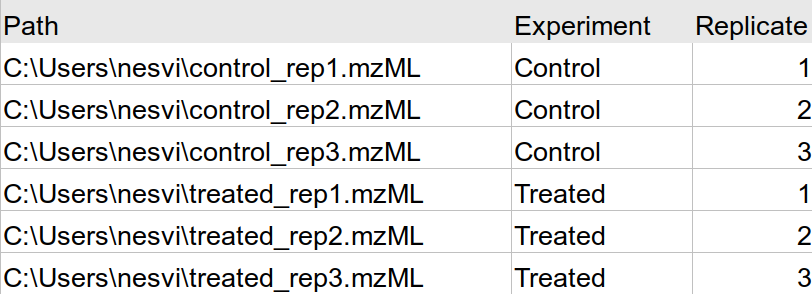 Path Experiment Replicate
C:\Users\nesvi\control_rep1.mzML Control 1
C:\Users\nesvi\control_rep2.mzML Control 2
C:\Users\nesvi\control_rep3.mzML Control 3
C:\Users\nesvi\treated_rep1.mzML Treated 1
C:\Users\nesvi\treated_rep2.mzML Treated 2
C:\Users\nesvi\treated_rep3.mzML Treated 3